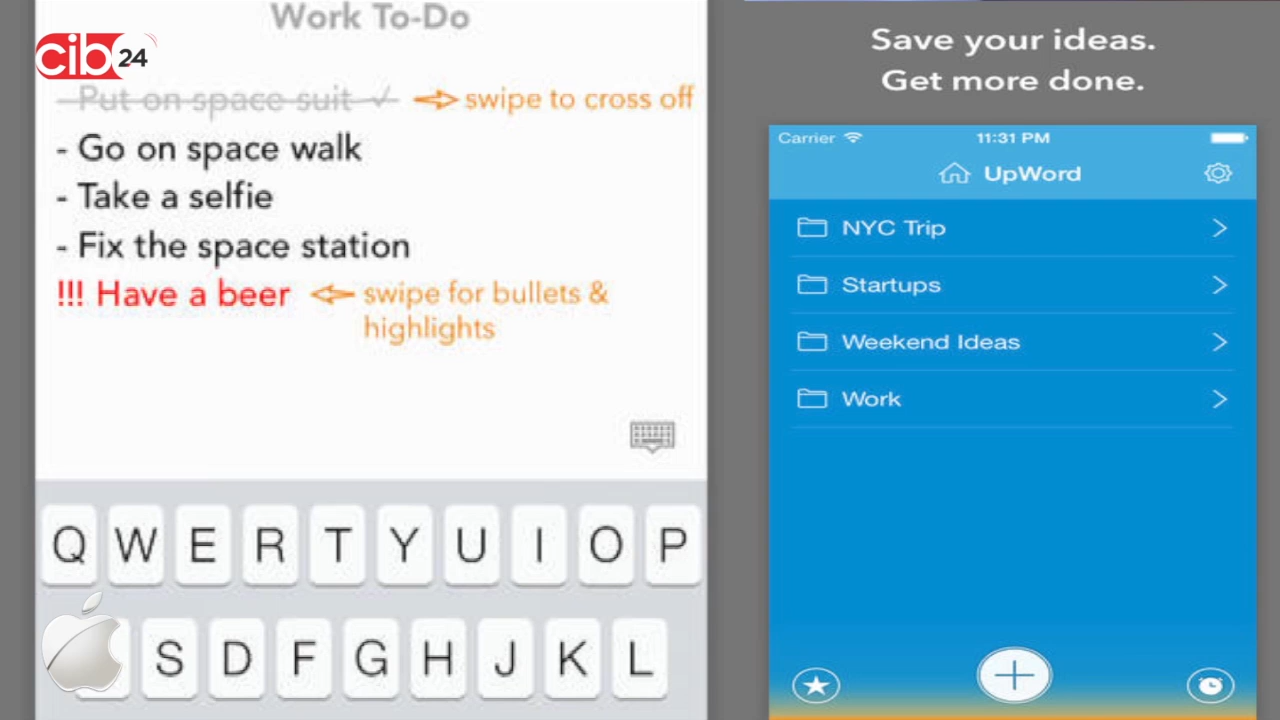 Work To-Do
cib24
- Put on space suit ✓ swipe to cross off
- Go on space walk
- Take a selfie
- Fix the space station
!!! Have a beer swipe for bullets &
highlights
Q W E R T Y U I O P
S D F G H J K L
Save your ideas.
Get more done.
Carrier 11:31 PM
UpWord
NYC Trip
Startups
Weekend Ideas
Work